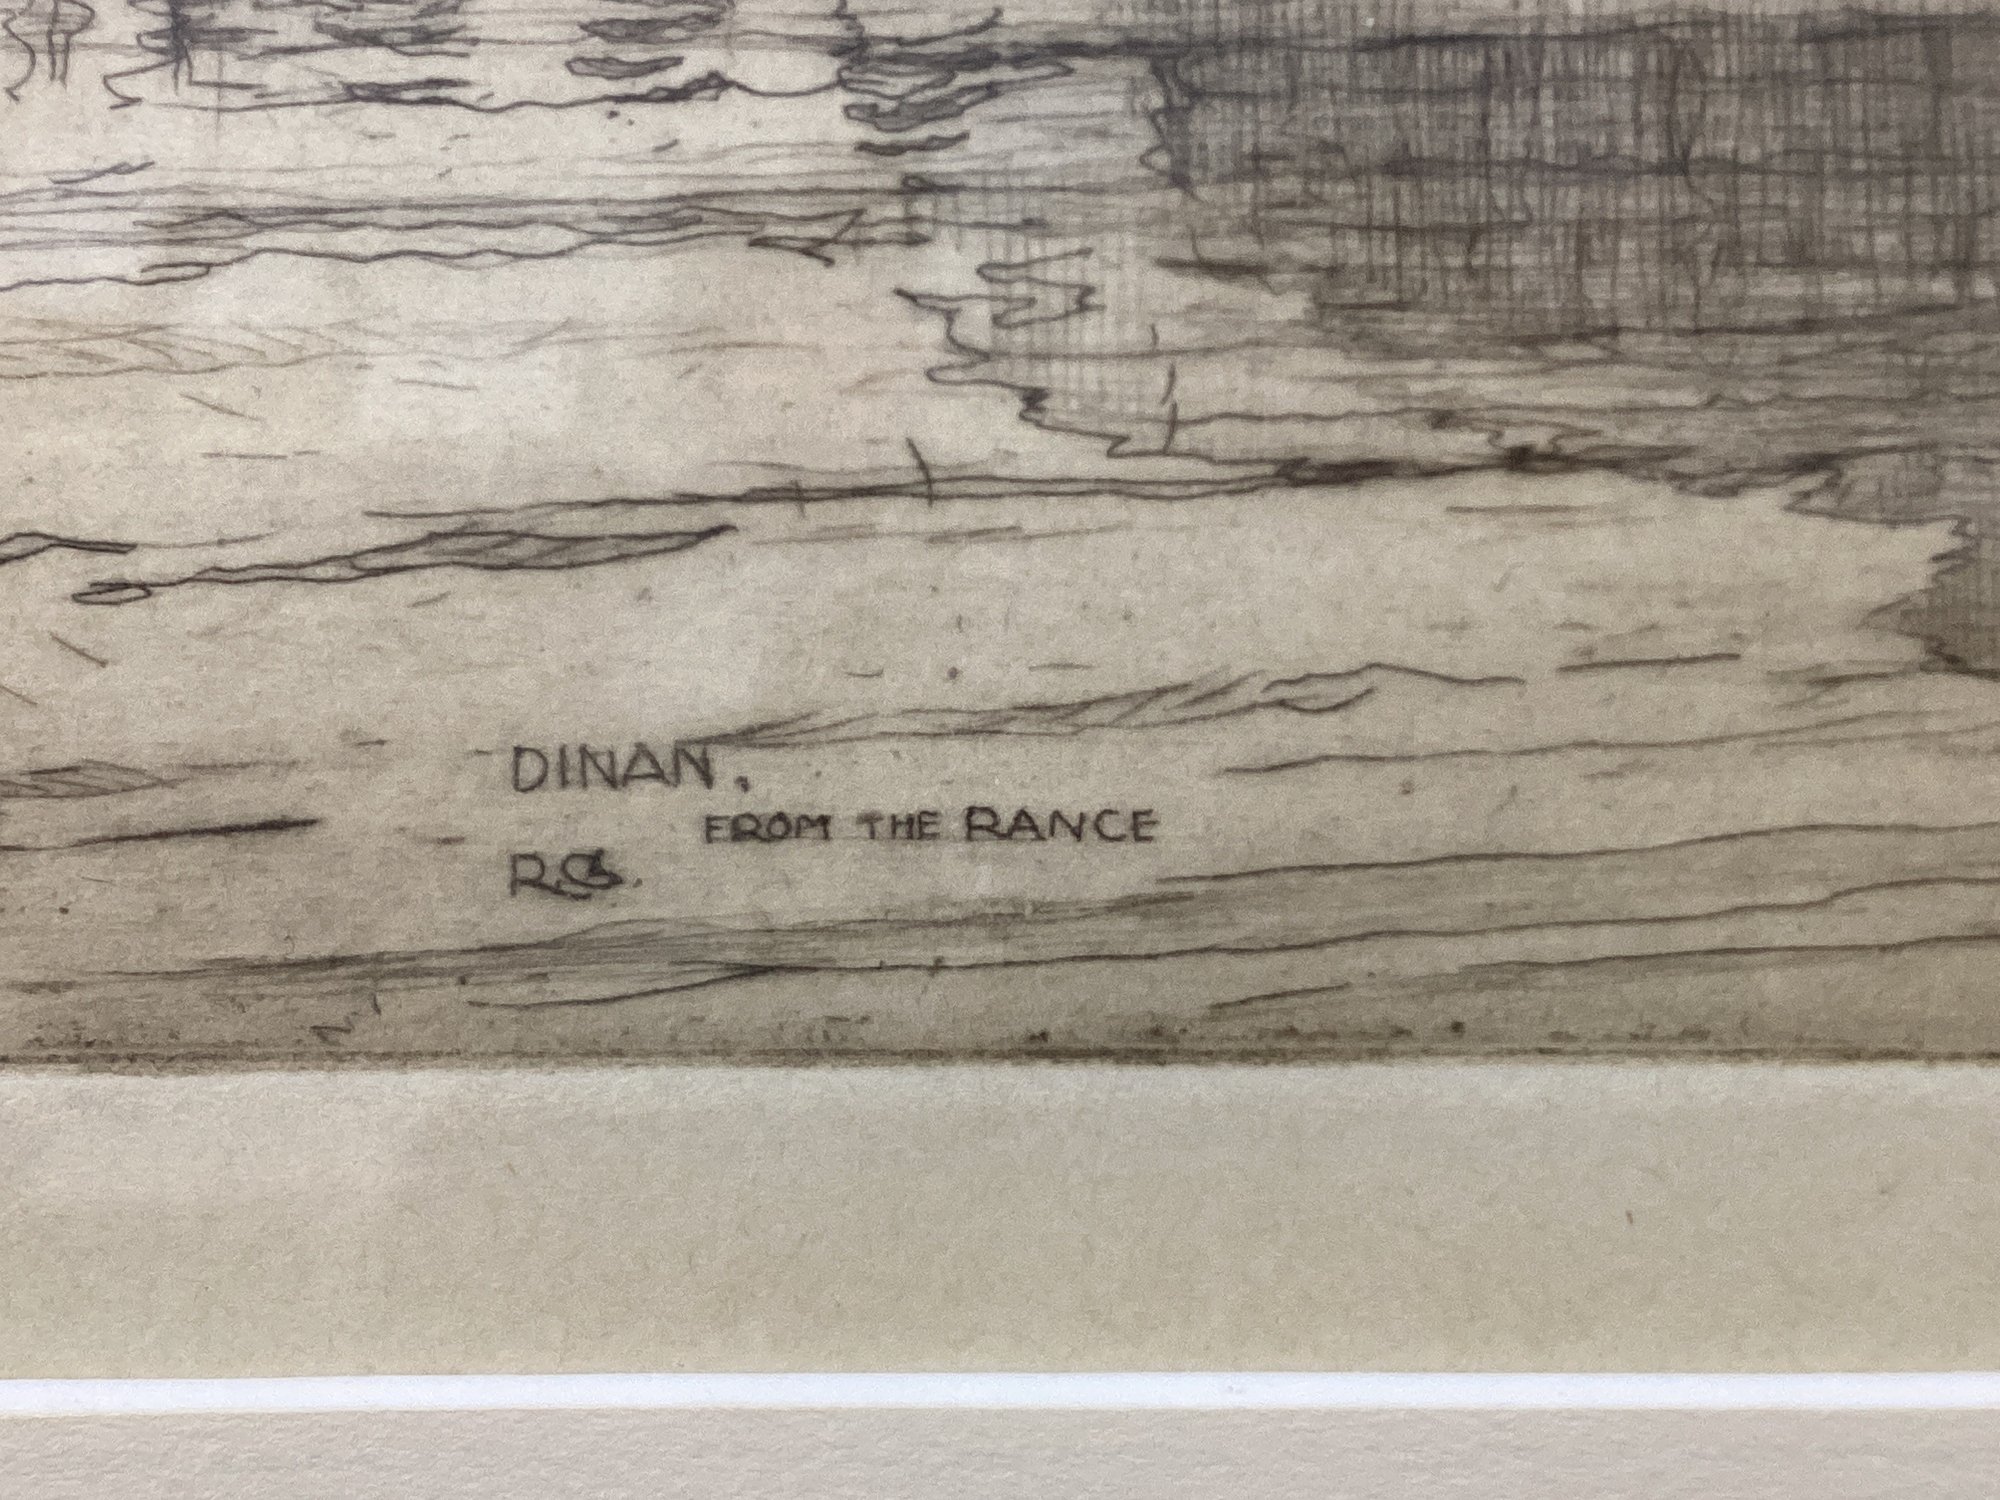 DINAN.
FROM THE RANCE